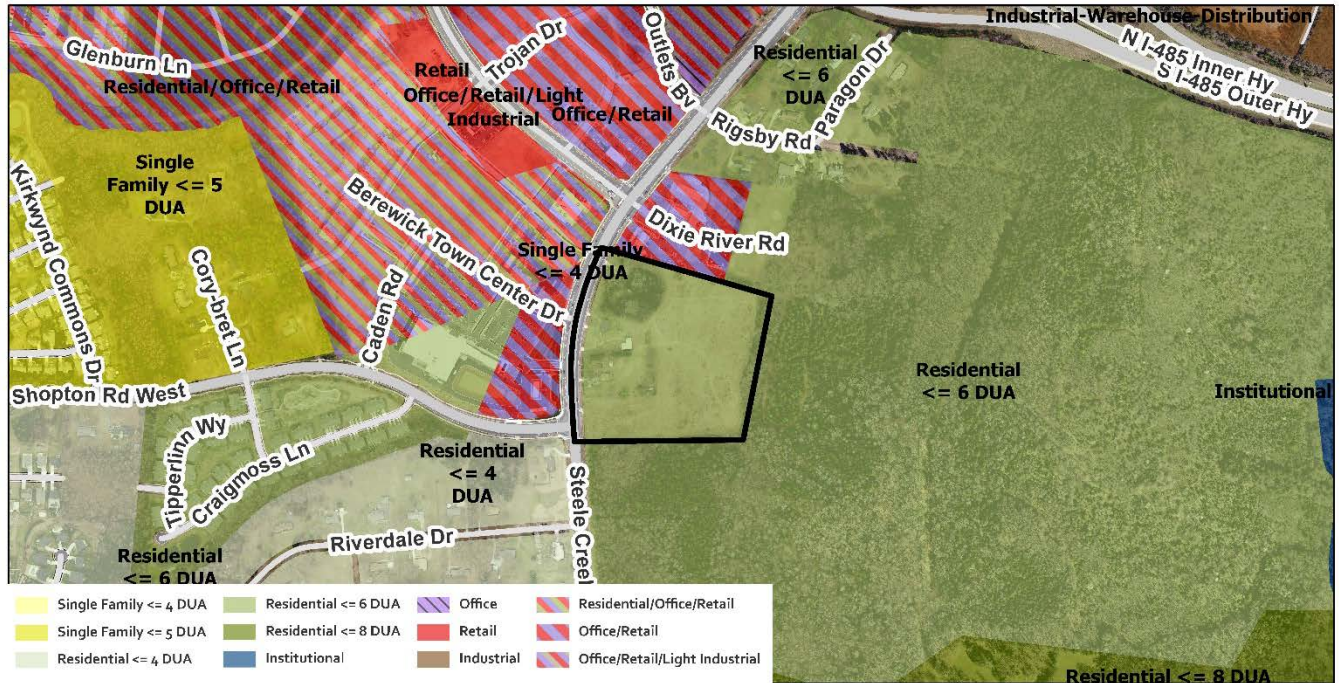 Industrial-Warehouse-Distribution
N I-485 Inner Hy
S I-485 Outer Hy
Glenburn Ln
Residential/Office/Retail
Trojan Dr
Outlets Bv
Residential
<= 6
DUA
Paragon Dr
Retail
Office/Retail/Light
Industrial
Office/Retail
Rigsby Rd
Single
Family <= 5
DUA
Kirkwynd Commons Dr
Cory-bret Ln
Berewick Town Center Dr
Dixie River Rd
Single Family
<= 4 DUA
Caden Rd
Shopton Rd West
Residential
<= 6 DUA
Institutional
Tipperlinn Wy
Craigmoss Ln
Residential
<= 4
DUA
Steele Creek
Riverdale Dr
Residential
<= 6 DUA
Residential <= 8 DUA
Single Family <= 4 DUA
Residential <= 6 DUA
Office
Residential/Office/Retail
Single Family <= 5 DUA
Residential <= 8 DUA
Retail
Office/Retail
Residential <= 4 DUA
Institutional
Industrial
Office/Retail/Light Industrial